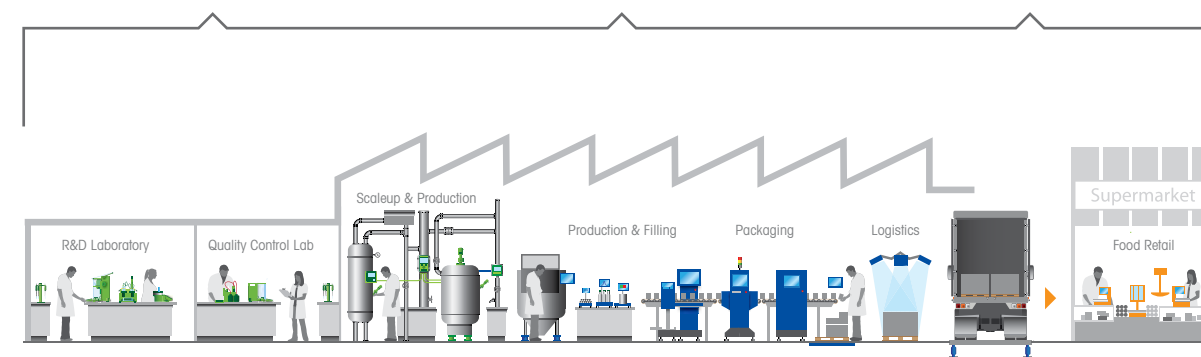 Scaleup & Production
Supermarket
R&D Laboratory
Quality Control Lab
Production & Filling
Packaging
Logistics
Food Retail